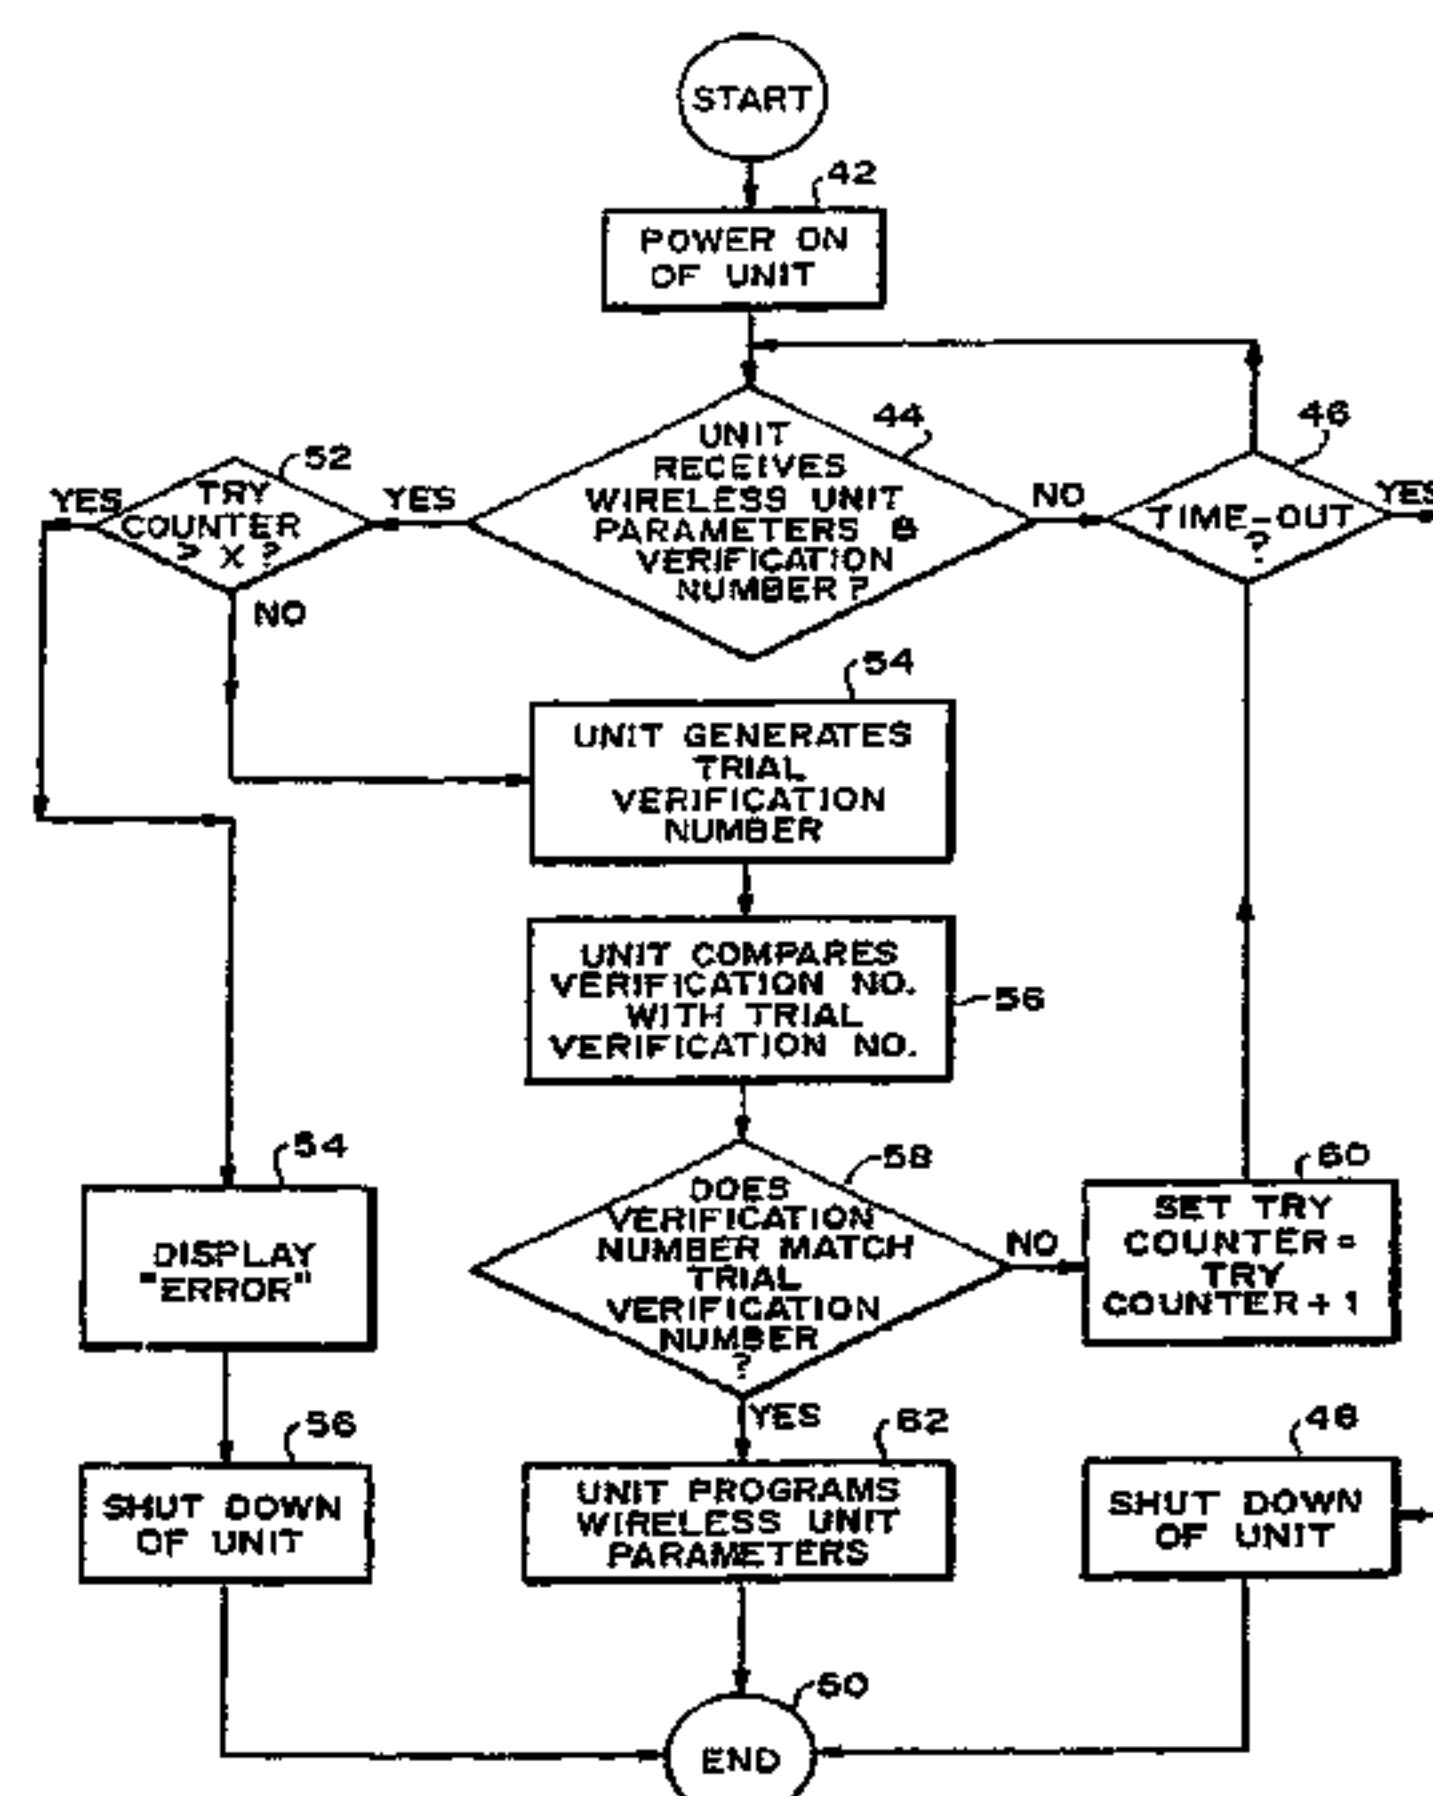 START
42
POWER ON
OF UNIT
44
UNIT
RECEIVES
WIRELESS UNIT
PARAMETERS &
VERIFICATION
NUMBER?
46
TIME-OUT
?
NO
YES
52
TRY
COUNTER
> X ?
YES
YES
NO
54
UNIT GENERATES
TRIAL
VERIFICATION
NUMBER
UNIT COMPARES
VERIFICATION NO.
WITH TRIAL
VERIFICATION NO.
56
58
DOES
VERIFICATION
NUMBER MATCH
TRIAL
VERIFICATION
NUMBER
?
NO
YES
60
SET TRY
COUNTER =
TRY
COUNTER + 1
54
DISPLAY
"ERROR"
56
SHUT DOWN
OF UNIT
62
UNIT PROGRAMS
WIRELESS UNIT
PARAMETERS
48
SHUT DOWN
OF UNIT
50
END